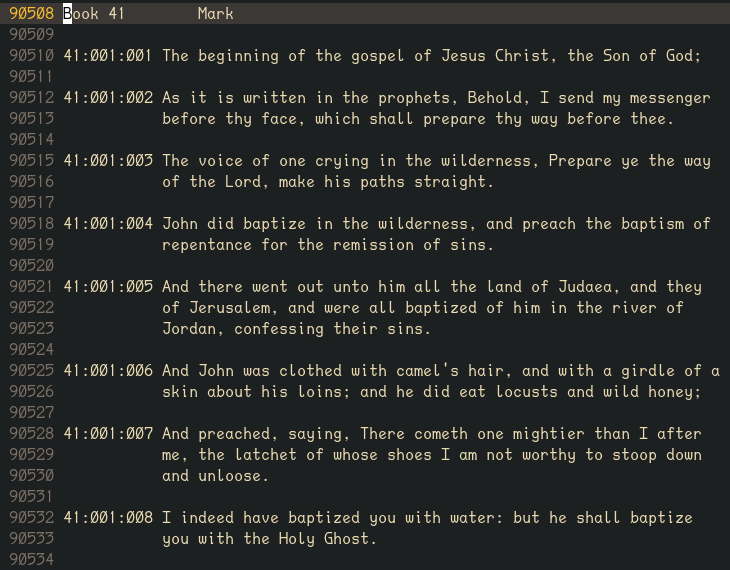 90508 Book 41        Mark
90509
90510 41:001:001 The beginning of the gospel of Jesus Christ, the Son of God;
90511
90512 41:001:002 As it is written in the prophets, Behold, I send my messenger
90513            before thy face, which shall prepare thy way before thee.
90514
90515 41:001:003 The voice of one crying in the wilderness, Prepare ye the way
90516            of the Lord, make his paths straight.
90517
90518 41:001:004 John did baptize in the wilderness, and preach the baptism of
90519            repentance for the remission of sins.
90520
90521 41:001:005 And there went out unto him all the land of Judaea, and they
90522            of Jerusalem, and were all baptized of him in the river of
90523            Jordan, confessing their sins.
90524
90525 41:001:006 And John was clothed with camel's hair, and with a girdle of a
90526            skin about his loins; and he did eat locusts and wild honey;
90527
90528 41:001:007 And preached, saying, There cometh one mightier than I after
90529            me, the latchet of whose shoes I am not worthy to stoop down
90530            and unloose.
90531
90532 41:001:008 I indeed have baptized you with water: but he shall baptize
90533            you with the Holy Ghost.
90534